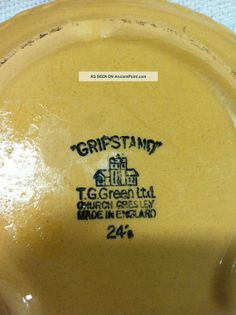 AS SEEN ON AncientPoint.com
"GRIPSTAND"
T.G.Green Ltd.
CHURCH GRESLEY
MADE IN ENGLAND
24's